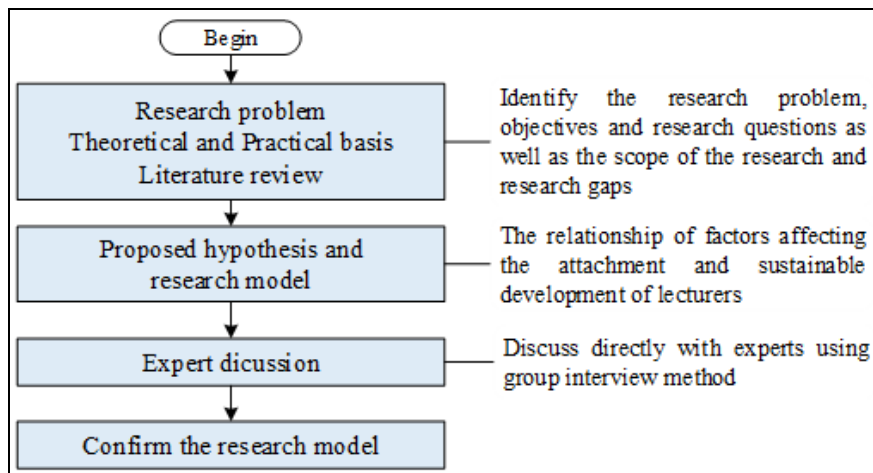 Begin
Research problem
Theoretical and Practical basis
Literature review
Identify the research problem,
objectives and research questions as
well as the scope of the research and
research gaps
Proposed hypothesis and
research model
The relationship of factors affecting
the attachment and sustainable
development of lecturers
Expert dicussion
Discuss directly with experts using
group interview method
Confirm the research model